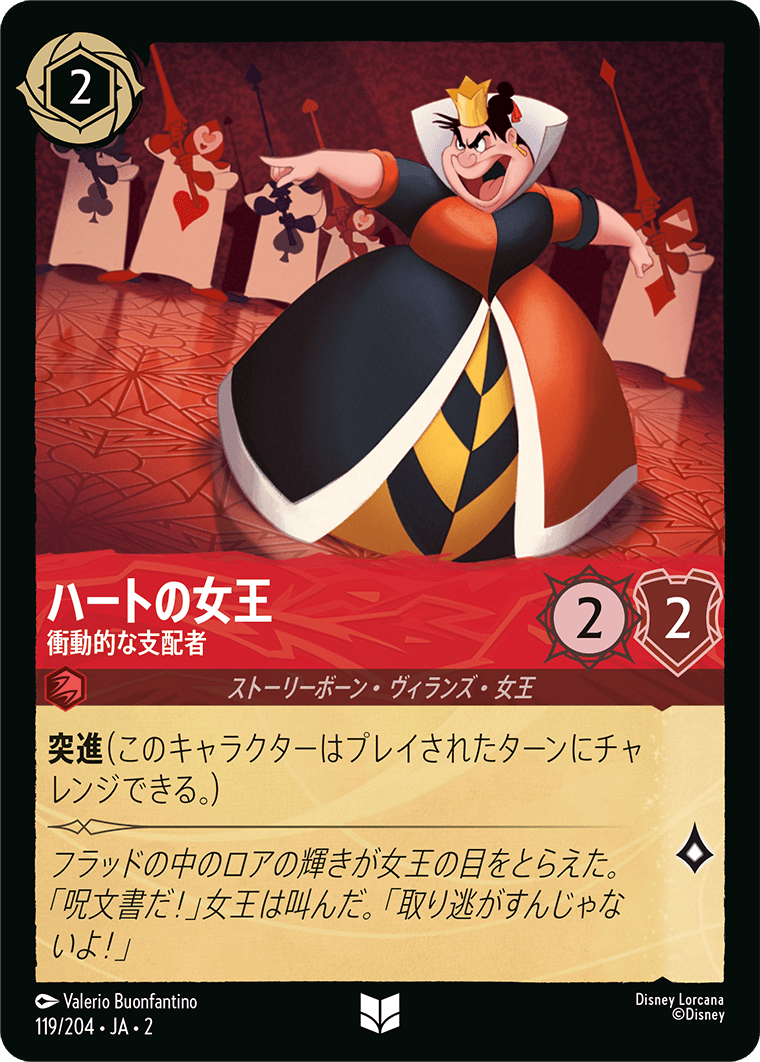 2
ハートの女王
衝動的な支配者
2
2
ストーリーボーン・ヴィランズ・女王
突進(このキャラクターはプレイされたターンにチャ
レンジできる。)
フラッドの中のロアの輝きが女王の目をとらえた。
「呪文書だ！」女王は叫んだ。「取り逃がすんじゃな
いよ！」
Valerio Buonfantino
119/204・JA・2
Disney Lorcana
©Disney